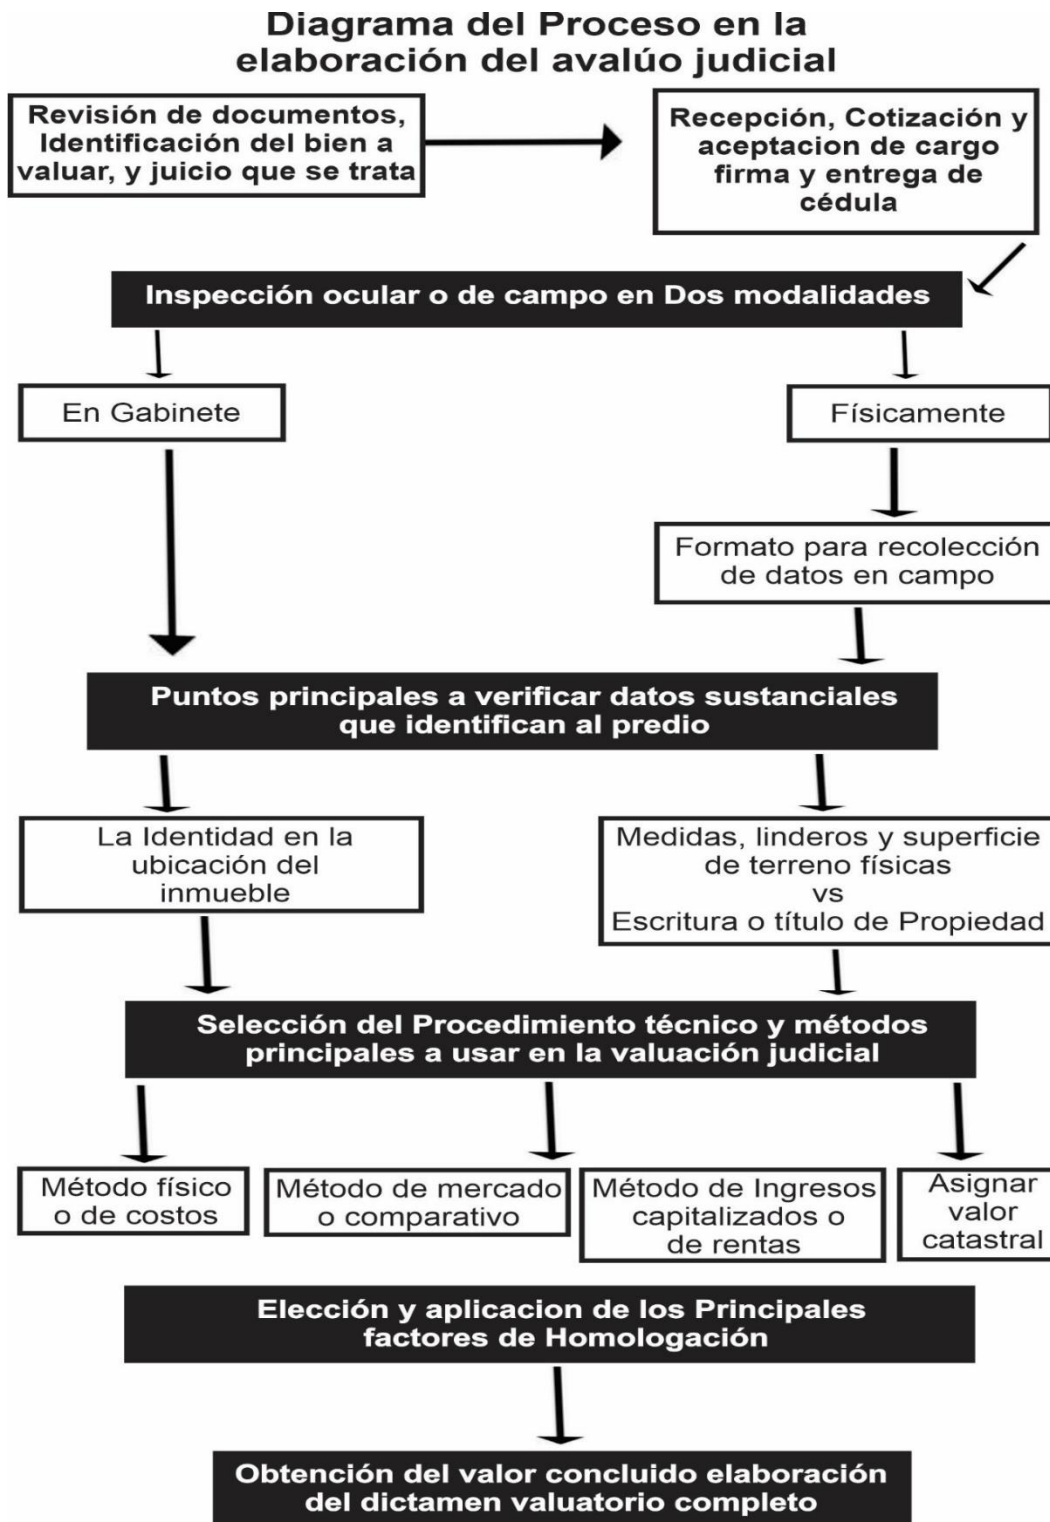 Diagrama del Proceso en la
elaboración del avalúo judicial
Revisión de documentos,
Identificación del bien a
valuar, y juicio que se trata
Recepción, Cotización y
aceptacion de cargo
firma y entrega de
cédula
Inspección ocular o de campo en Dos modalidades
En Gabinete
Físicamente
Formato para recolección
de datos en campo
Puntos principales a verificar datos sustanciales
que identifican al predio
La Identidad en la
ubicación del
inmueble
Medidas, linderos y superficie
de terreno físicas
vs
Escritura o título de Propiedad
Selección del Procedimiento técnico y métodos
principales a usar en la valuación judicial
Método físico
o de costos
Método de mercado
o comparativo
Método de Ingresos
capitalizados o
de rentas
Asignar
valor
catastral
Elección y aplicacion de los Principales
factores de Homologación
Obtención del valor concluido elaboración
del dictamen valuatorio completo